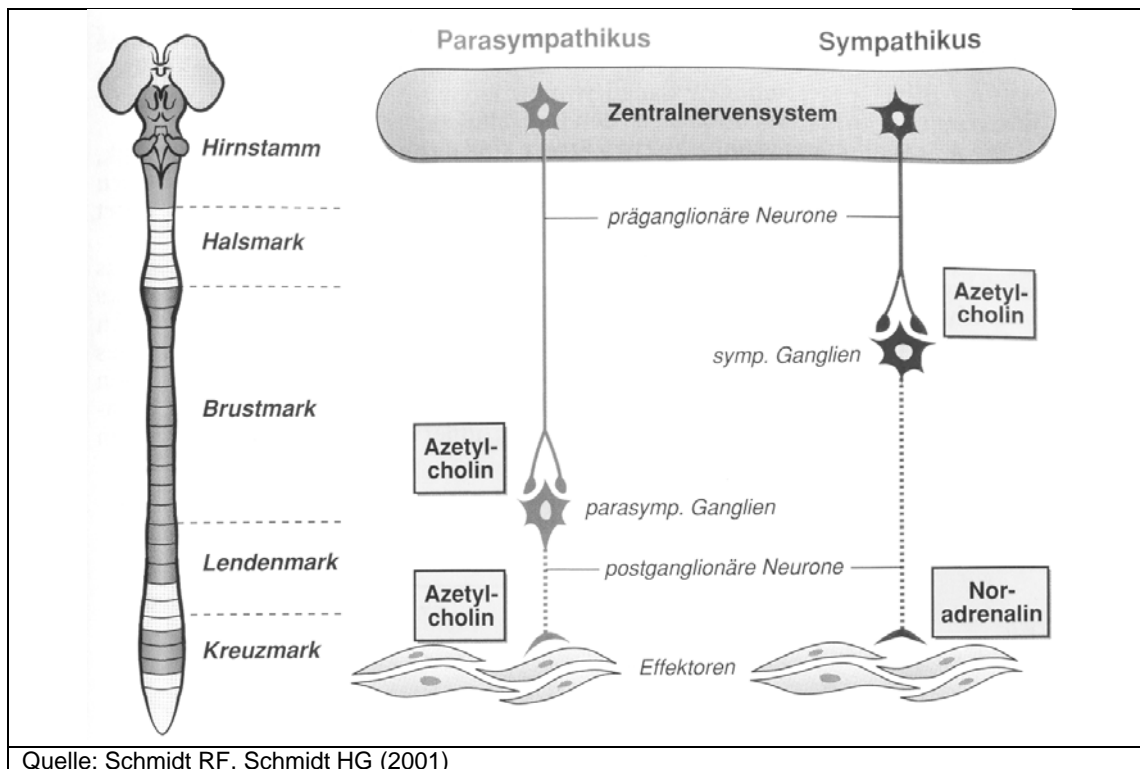 Parasympathikus
Sympathikus
Zentralnervensystem
Hirnstamm
präganglionäre Neurone
Halsmark
Azetyl-
cholin
symp. Ganglien
Brustmark
Azetyl-
cholin
parasymp. Ganglien
Lendenmark
postganglionäre Neurone
Azetyl-
cholin
Nor-
adrenalin
Kreuzmark
Effektoren
Quelle: Schmidt RF, Schmidt HG (2001)